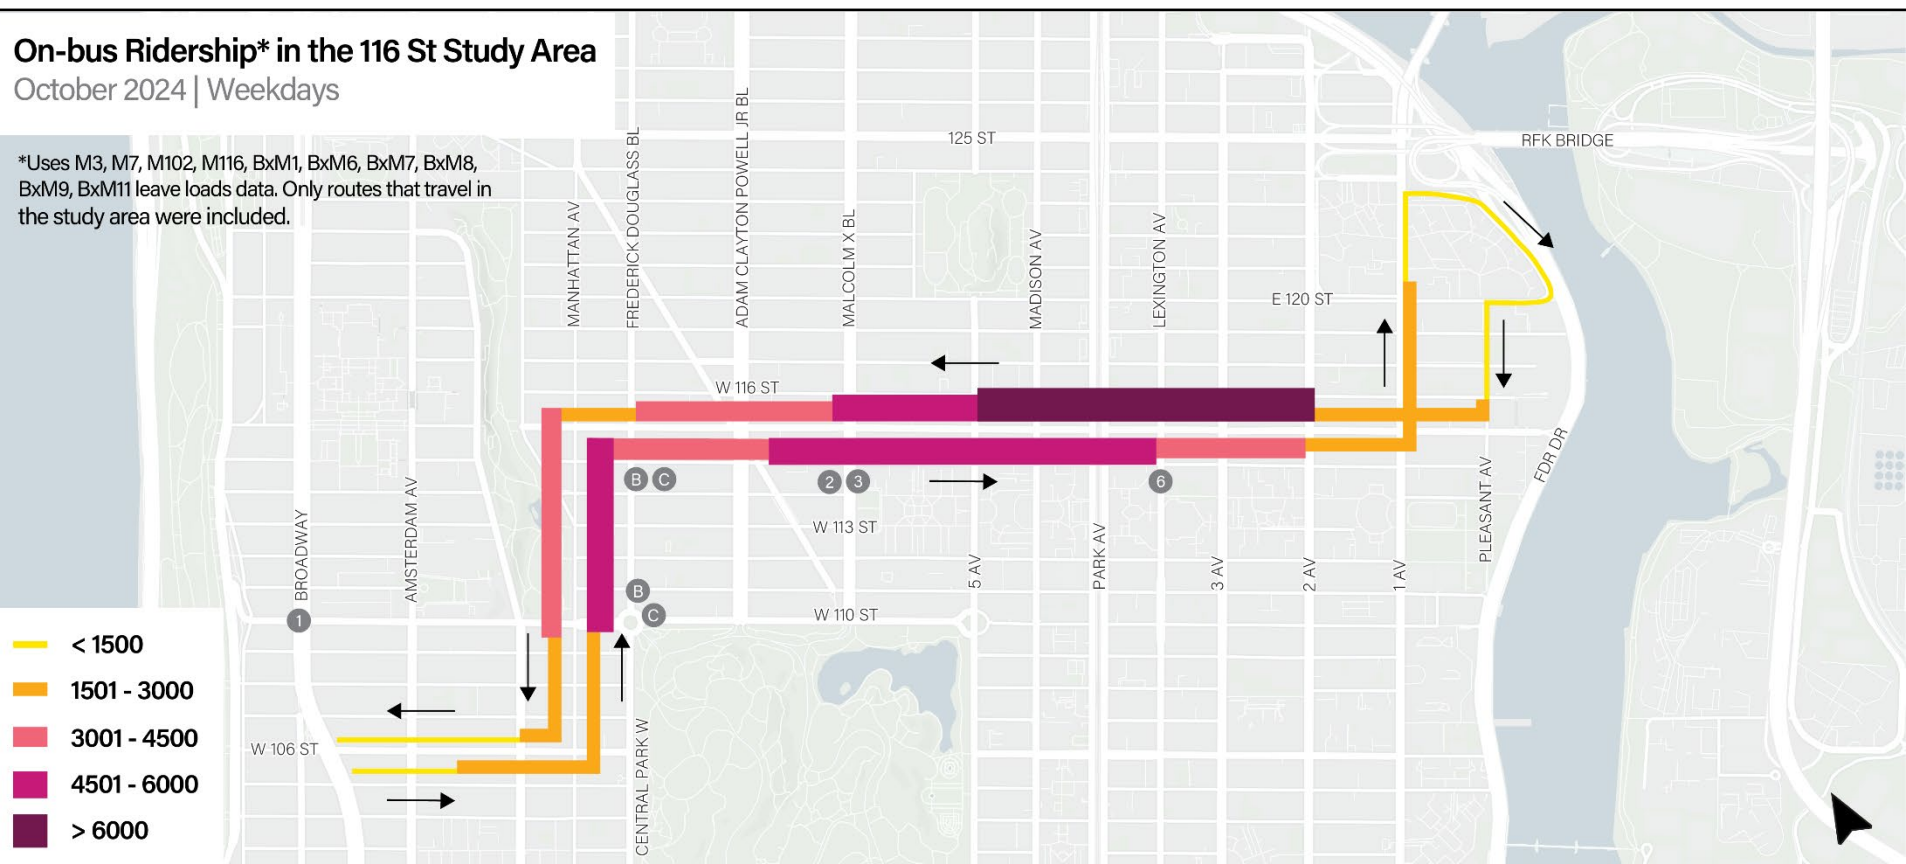 On-bus Ridership* in the 116 St Study Area
October 2024 | Weekdays
*Uses M3, M7, M102, M116, BxM1, BxM6, BxM7, BxM8,
BxM9, BxM11 leave loads data. Only routes that travel in
the study area were included.
125 ST
RFK BRIDGE
MANHATTAN AV
FREDERICK DOUGLASS BL
ADAM CLAYTON POWELL JR BL
MALCOLM X BL
MADISON AV
LEXINGTON AV
E 120 ST
W 116 ST
B C
2 3
6
W 113 ST
BROADWAY
AMSTERDAM AV
5 AV
PARK AV
3 AV
2 AV
1 AV
PLEASANT AV
FDR DR
1
B
C
W 110 ST
W 106 ST
CENTRAL PARK W
< 1500
1501 - 3000
3001 - 4500
4501 - 6000
> 6000